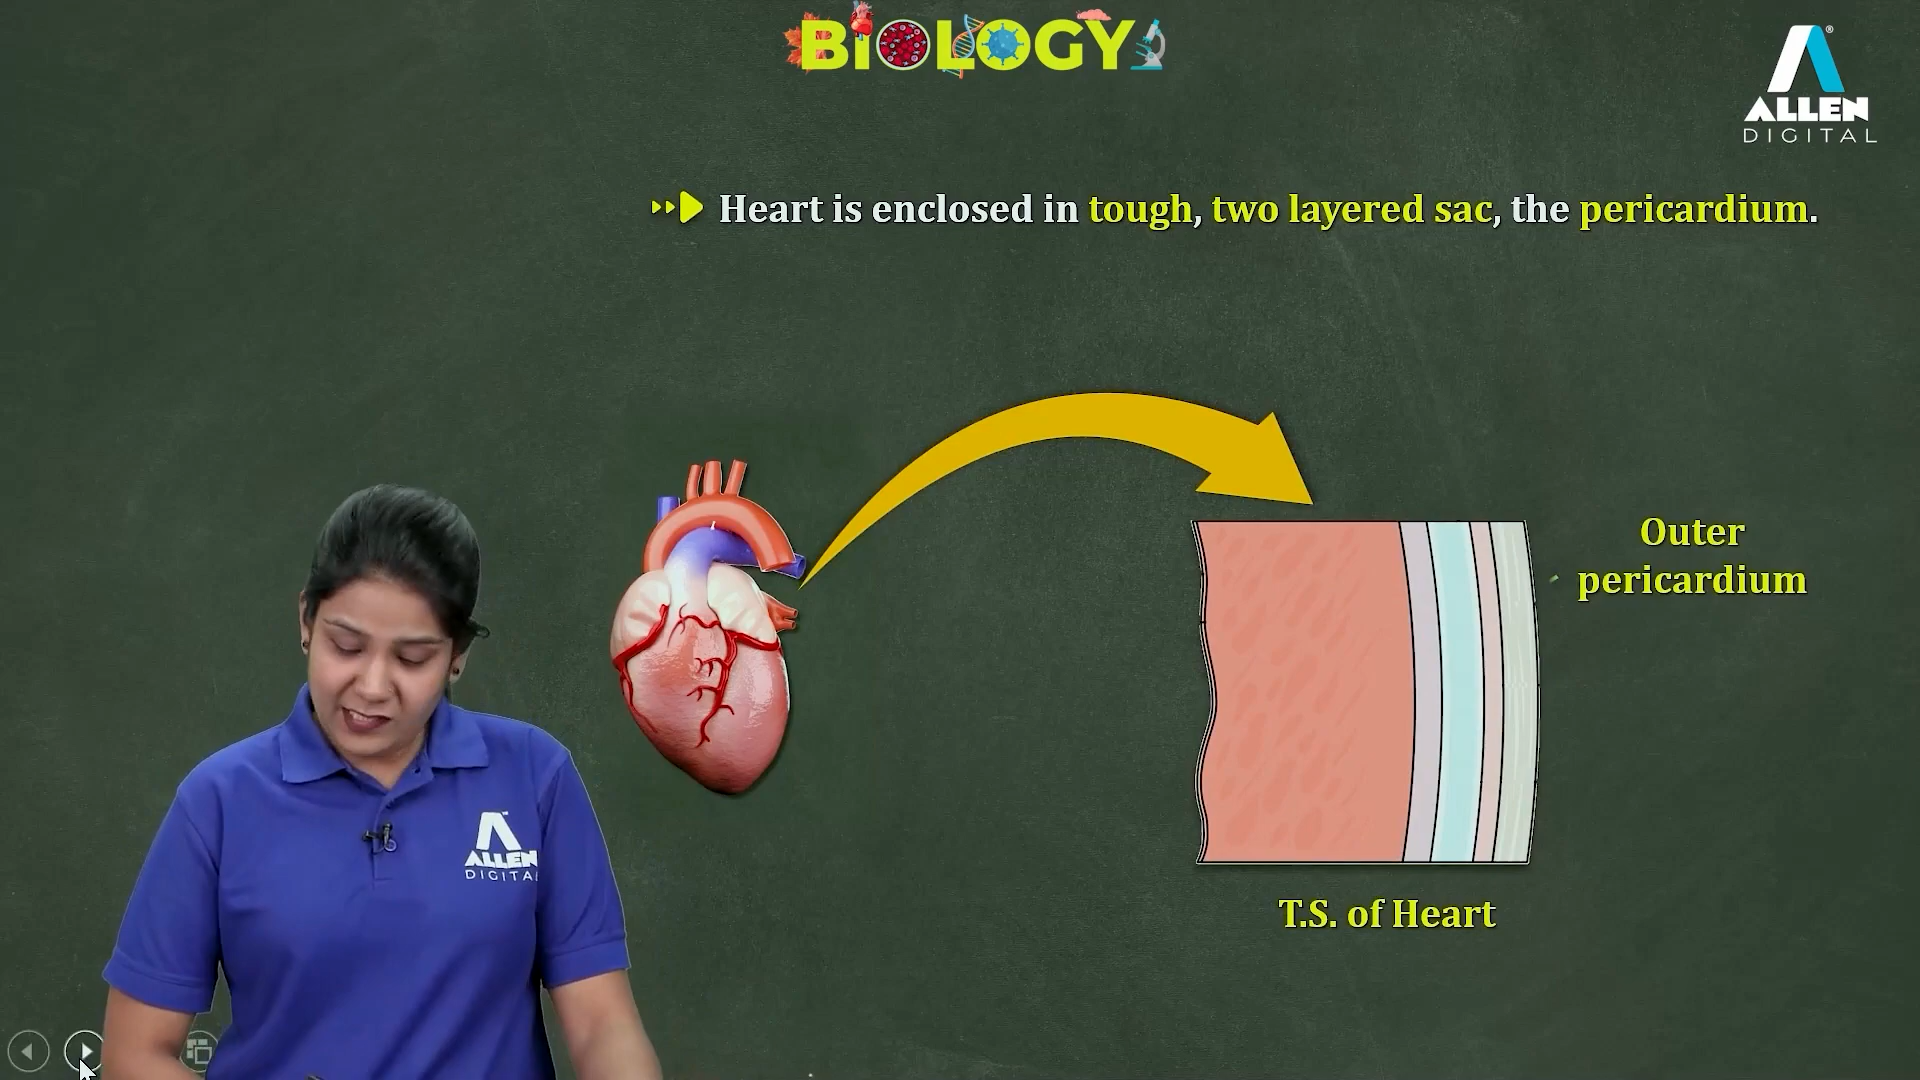 BIOLOGY
ALLEN
DIGITAL
Heart is enclosed in tough, two layered sac, the pericardium.
Outer
pericardium
T.S. of Heart
ALLEN
DIGITAL